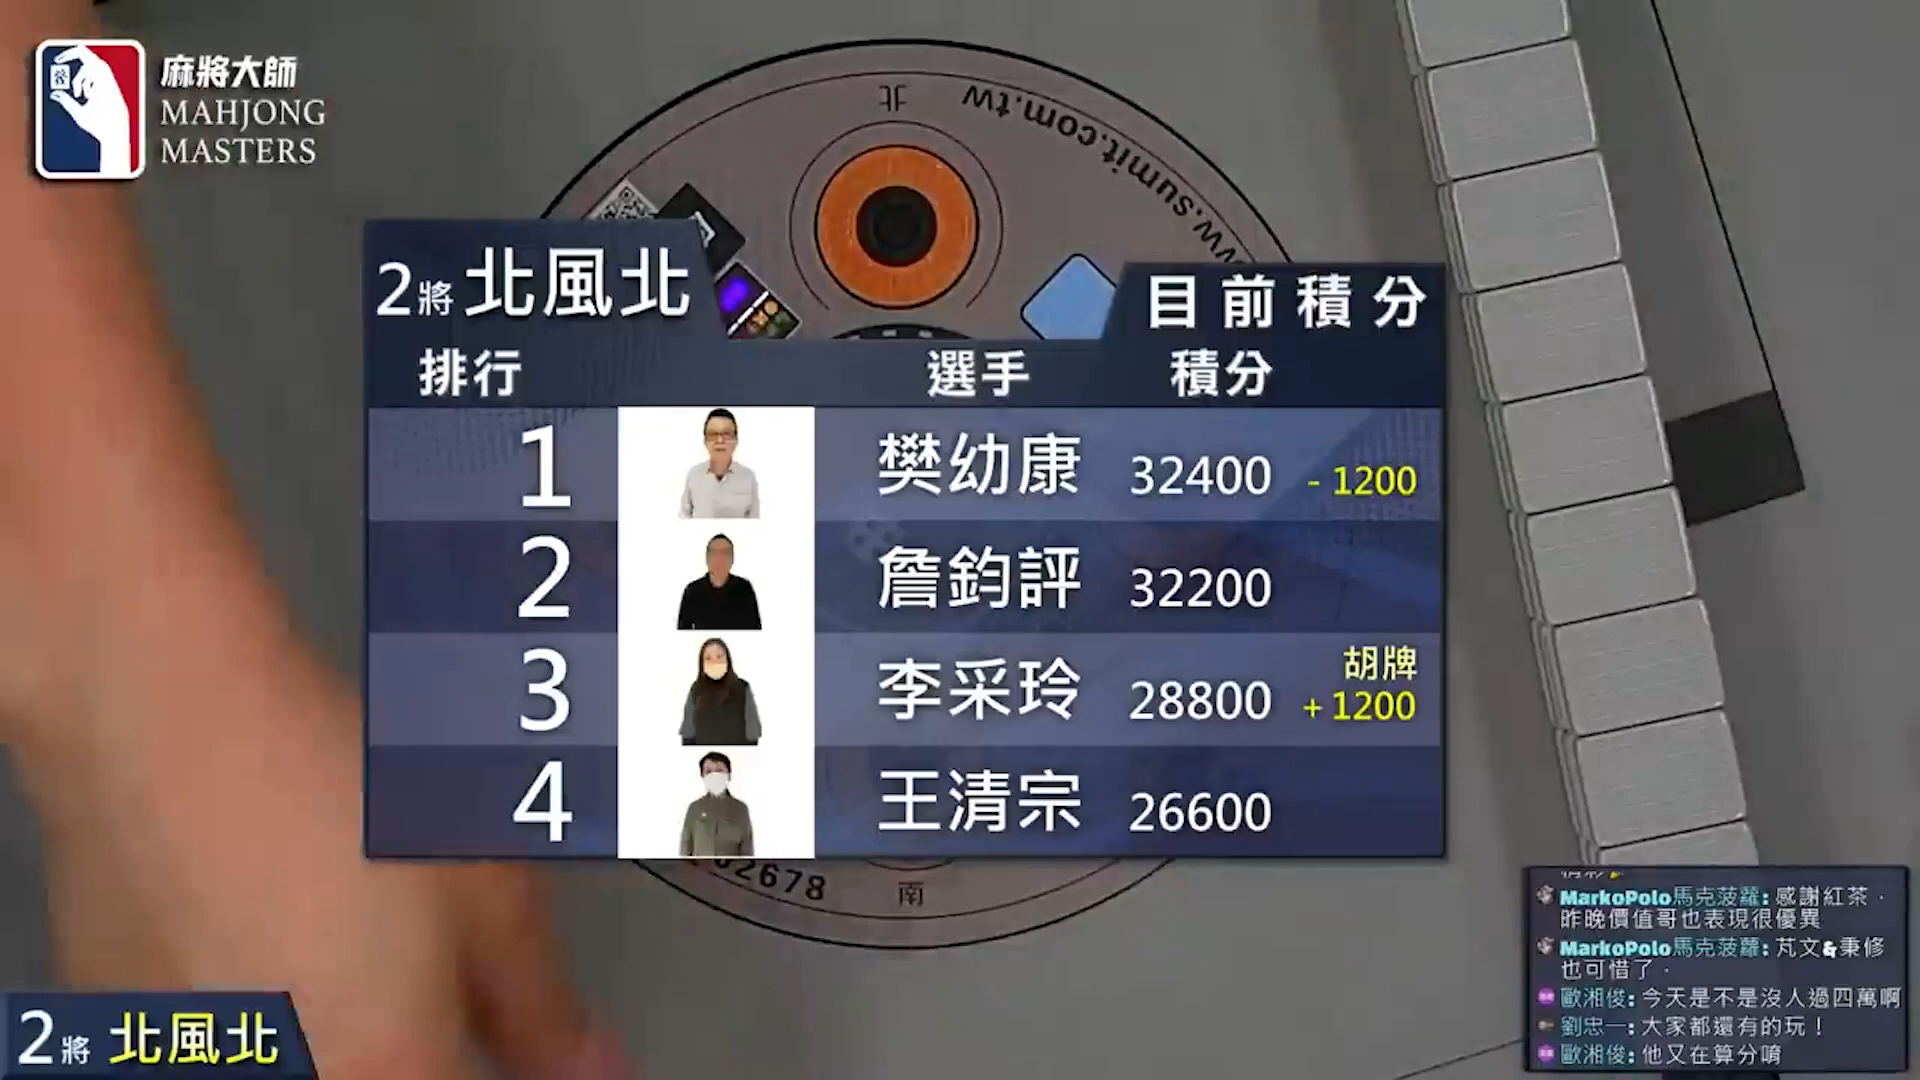 麻將大師
MAHJONG
MASTERS
北
www.sumit.com.tw
2將 北風北
目前積分
排行 選手 積分
1 樊幼康 32400 - 1200
2 詹鈞評 32200
3 李采玲 28800 胡牌 + 1200
4 王清宗 26600
02678
南
MarkoPolo馬克菠蘿: 感謝紅茶．
昨晚價值哥也表現很優異
MarkoPolo馬克菠蘿: 芃文&秉修
也可惜了．
歐湘俊: 今天是不是沒人過四萬啊
劉忠一: 大家都還有的玩！
歐湘俊: 他又在算分唷
2將 北風北